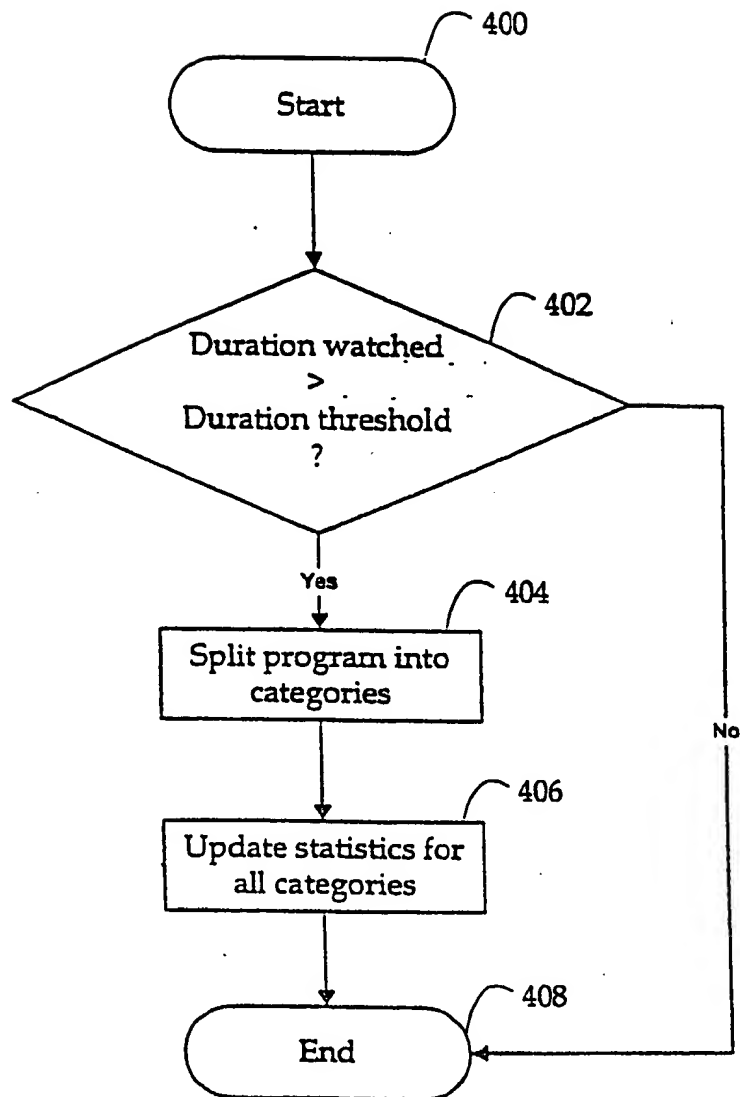 400
Start
402
Duration watched
>
Duration threshold
?
Yes
404
Split program into
categories
No
406
Update statistics for
all categories
408
End